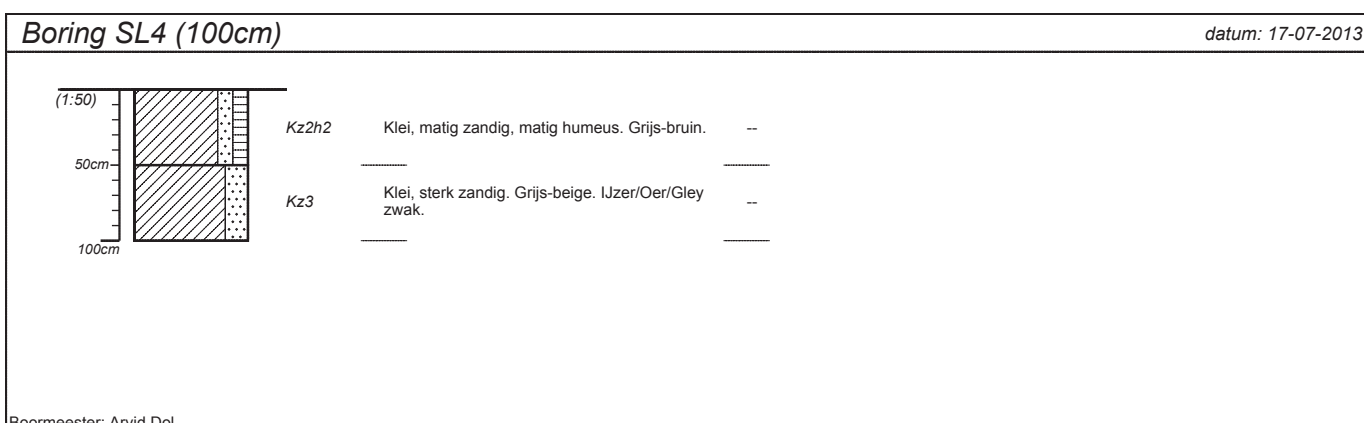 Boring SL4 (100cm)
datum: 17-07-2013
(1:50)
Kz2h2 Klei, matig zandig, matig humeus. Grijs-bruin. --
50cm
Kz3 Klei, sterk zandig. Grijs-beige. IJzer/Oer/Gley
zwak. --
100cm
Boormeester: Arvid Dol